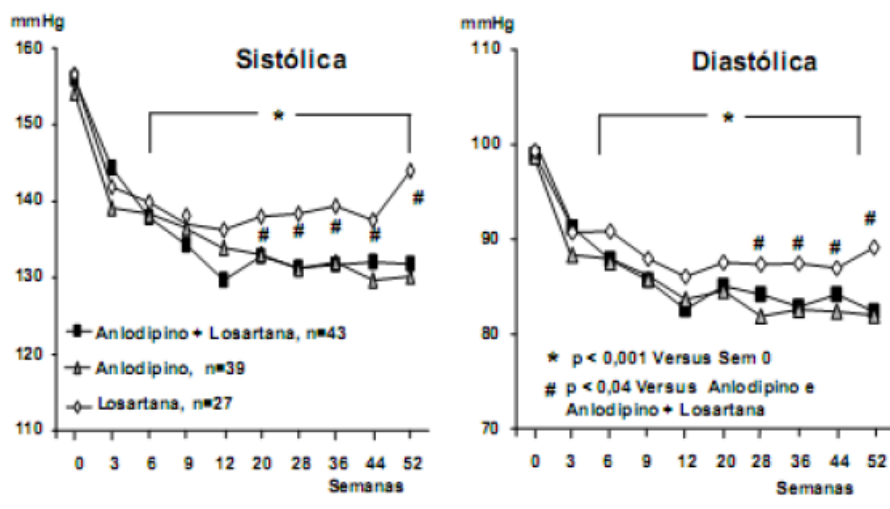 mmHg
Sistólica
160
150
140
130
120
110
*
#
#
#
#
#
Anlodipino + Losartana, n=43
Anlodipino, n=39
Losartana, n=27
0 3 6 9 12 20 28 36 44 52
Semanas
mmHg
Diastólica
110
100
90
80
70
*
#
#
#
#
* p < 0,001 Versus Sem 0
# p < 0,04 Versus Anlodipino e
Anlodipino + Losartana
0 3 6 9 12 20 28 36 44 52
Semanas